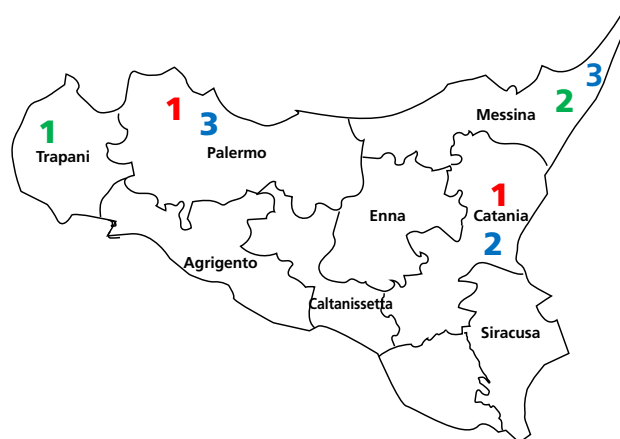 3
1
2
3
Messina
1
Trapani
Palermo
1
Enna
Catania
2
Agrigento
Caltanissetta
Siracusa